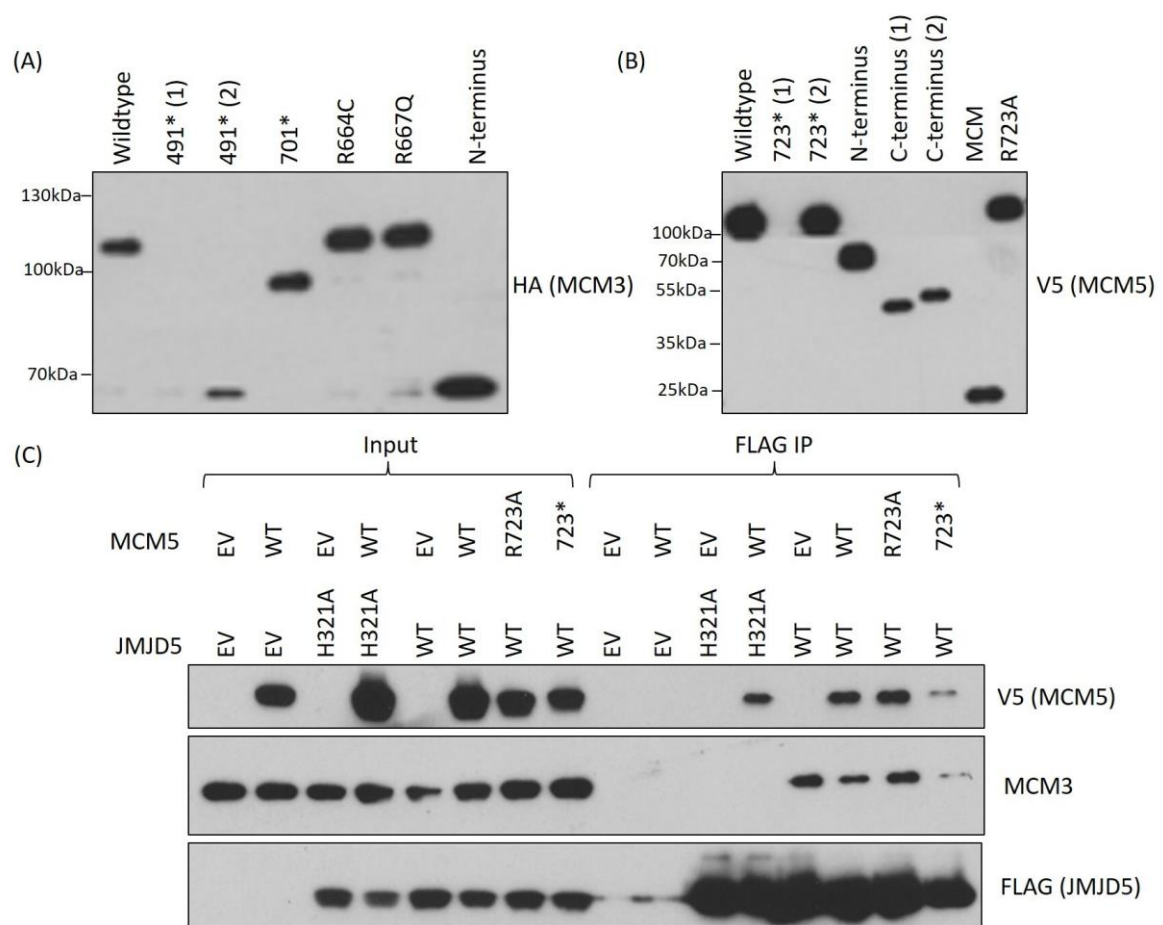 (A)
Wildtype
491* (1)
491* (2)
701*
R664C
R667Q
N-terminus
130kDa
100kDa
70kDa
HA (MCM3)
(B)
Wildtype
723* (1)
723* (2)
N-terminus
C-terminus (1)
C-terminus (2)
MCM
R723A
100kDa
70kDa
55kDa
35kDa
25kDa
V5 (MCM5)
(C)
Input FLAG IP
MCM5 EV WT EV WT EV WT R723A 723* EV WT EV WT EV WT R723A 723*
JMJD5 EV EV H321A H321A WT WT WT WT EV EV H321A H321A WT WT WT WT
V5 (MCM5)
MCM3
FLAG (JMJD5)